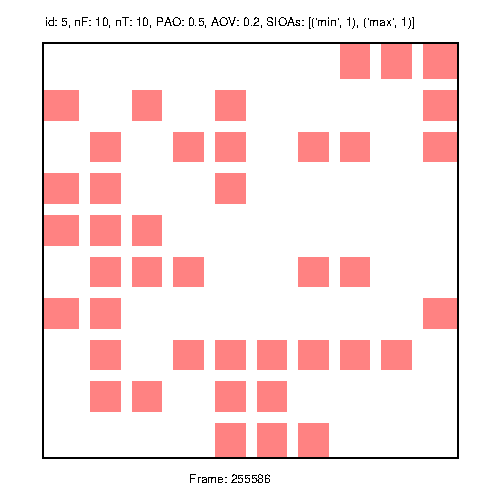 id: 5, nF: 10, nT: 10, PAO: 0.5, AOV: 0.2, SIOAs: [('min', 1), ('max', 1)]
Frame: 255586